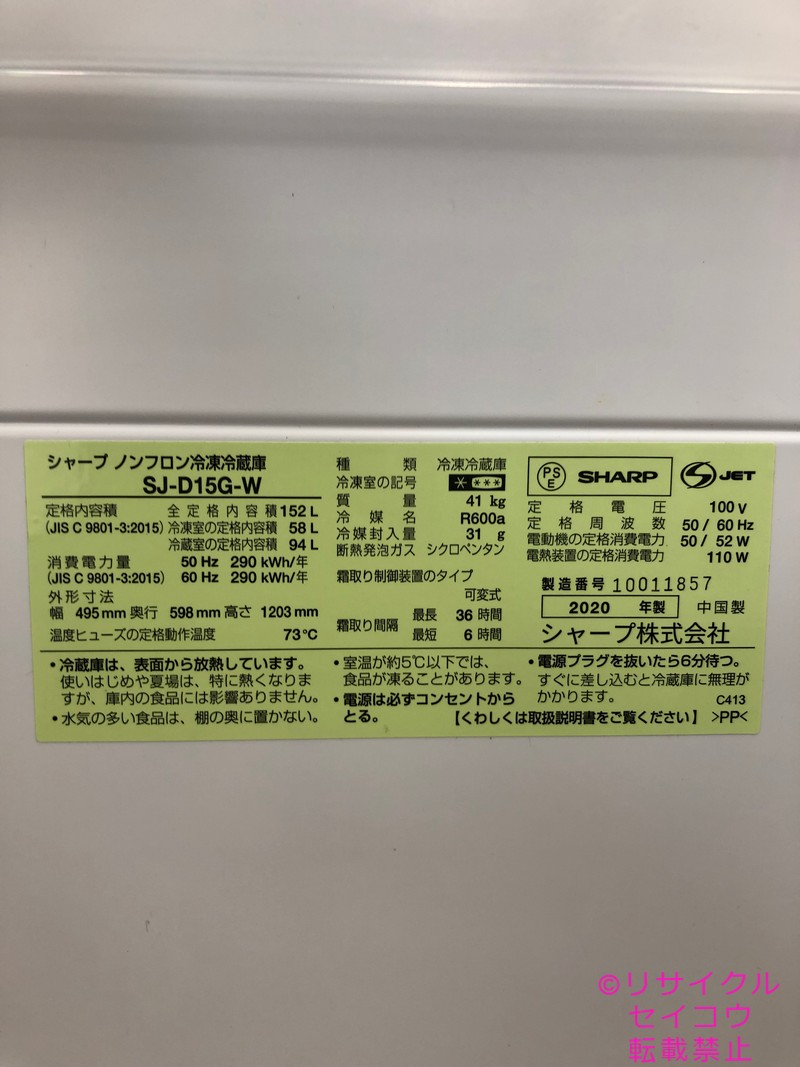 シャープ ノンフロン冷凍冷蔵庫
SJ-D15G-W
定格内容積 全定格内容積 152 L
(JIS C 9801-3:2015) 冷凍室の定格内容積 58 L
冷蔵室の定格内容積 94 L
消費電力量 50 Hz 290 kWh/年
(JIS C 9801-3:2015) 60 Hz 290 kWh/年
外形寸法
幅 495mm 奥行 598mm 高さ 1203mm
温度ヒューズの定格動作温度 73℃
種類 冷凍冷蔵庫
冷凍室の記号 * ***
質量 41 kg
冷媒名 R600a
冷媒封入量 31 g
断熱発泡ガス シクロペンタン
霜取り制御装置のタイプ
可変式
霜取り間隔 最長 36 時間
最短 6 時間
PSE SHARP S JET
定格電圧 100V
定格周波数 50 / 60 Hz
電動機の定格消費電力 50 / 52 W
電熱装置の定格消費電力 110 W
製造番号 10011857
2020 年製 中国製
シャープ株式会社
・冷蔵庫は、表面から放熱しています。
使いはじめや夏場は、特に熱くなりま
すが、庫内の食品には影響ありません。
・水気の多い食品は、棚の奥に置かない。
・室温が約5℃以下では、
食品が凍ることがあります。
・電源は必ずコンセントから
とる。
・電源プラグを抜いたら6分待つ。
すぐに差し込むと冷蔵庫に無理が
かかります。 C413
【くわしくは取扱説明書をご覧ください】 >PP<
©リサイクル
セイコウ
転載禁止